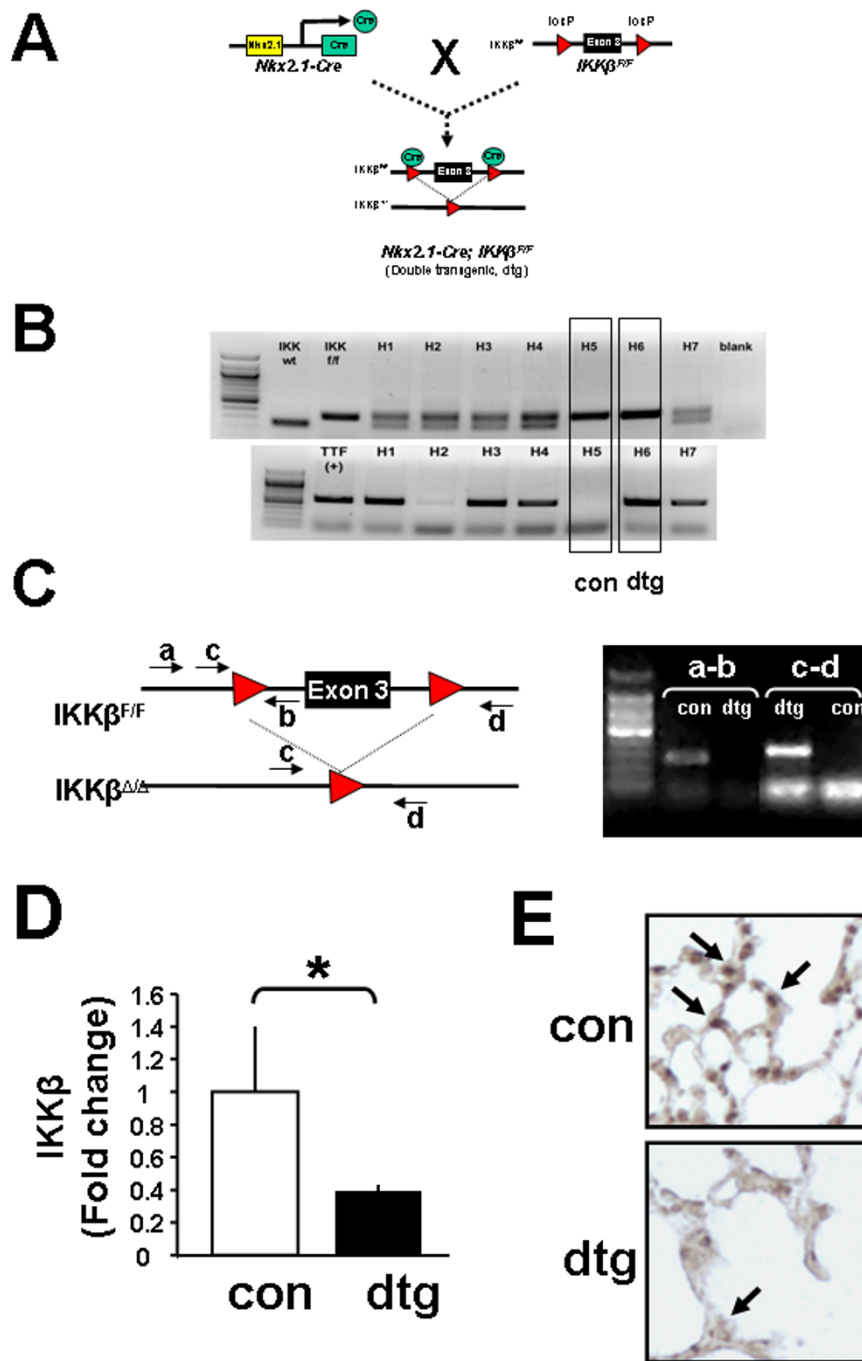 A
Cre
Nkx2.1
Cre
Nkx2.1-Cre
X
loxP
loxP
Exon 3
IKKβF/F
Cre
Cre
Exon 3
Nkx2.1-Cre; IKKβF/F
(Double transgenic, dtg)
B
IKK wt
IKK f/f
H1
H2
H3
H4
H5
H6
H7
blank
TTF (+)
H1
H2
H3
H4
H5
H6
H7
con dtg
C
a
c
Exon 3
b
d
IKKβF/F
c
IKKβΔ/Δ
d
a-b
c-d
con
dtg
dtg
con
D
IKKβ
(Fold change)
1.6
1.4
1.2
1
0.8
0.6
0.4
0.2
0
*
con
dtg
E
con
dtg